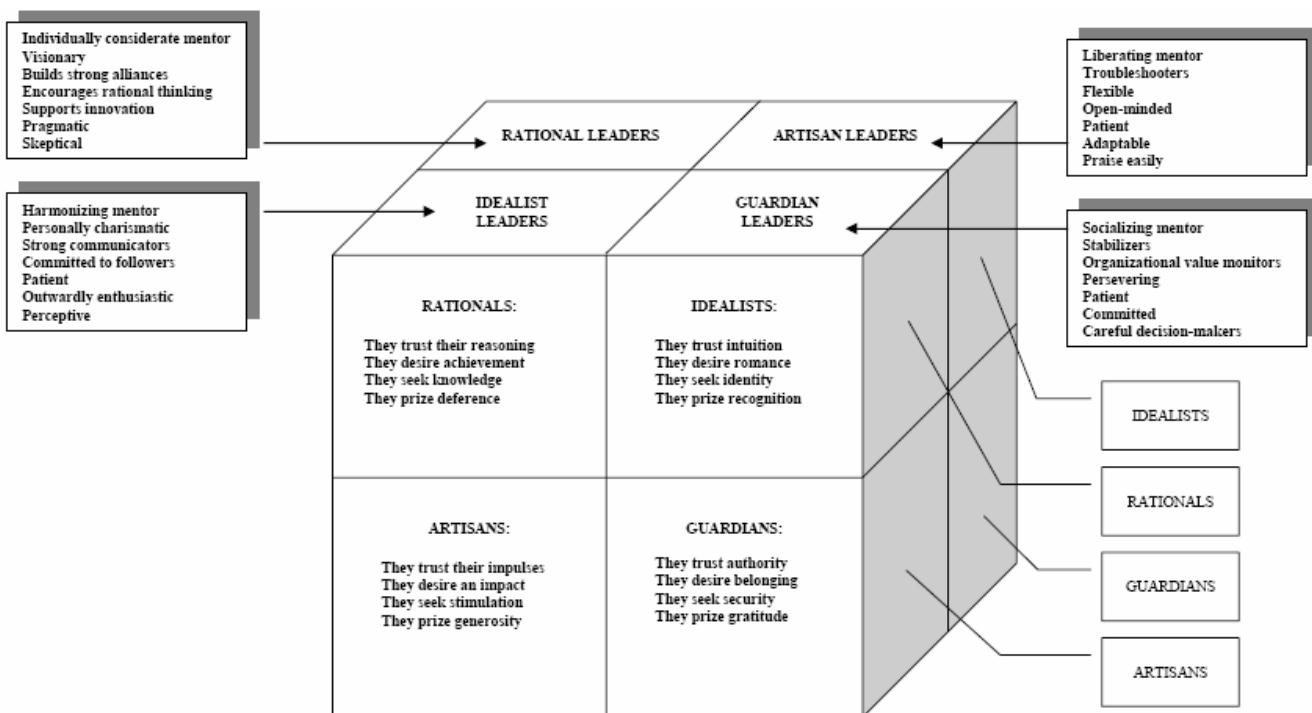 Individually considerate mentor
Visionary
Builds strong alliances
Encourages rational thinking
Supports innovation
Pragmatic
Skeptical
Harmonizing mentor
Personally charismatic
Strong communicators
Committed to followers
Patient
Outwardly enthusiastic
Perceptive
Liberating mentor
Troubleshooters
Flexible
Open-minded
Patient
Adaptable
Praise easily
Socializing mentor
Stabilizers
Organizational value monitors
Persevering
Patient
Committed
Careful decision-makers
RATIONAL LEADERS
ARTISAN LEADERS
IDEALIST
LEADERS
GUARDIAN
LEADERS
RATIONALS:
They trust their reasoning
They desire achievement
They seek knowledge
They prize deference
IDEALISTS:
They trust intuition
They desire romance
They seek identity
They prize recognition
ARTISANS:
They trust their impulses
They desire an impact
They seek stimulation
They prize generosity
GUARDIANS:
They trust authority
They desire belonging
They seek security
They prize gratitude
IDEALISTS
RATIONALS
GUARDIANS
ARTISANS